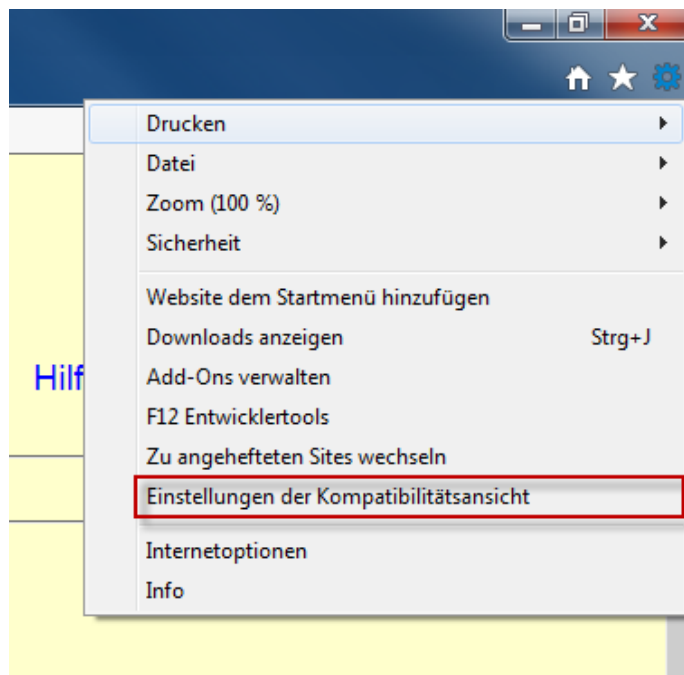 Drucken
Datei
Zoom (100 %)
Sicherheit
Website dem Startmenü hinzufügen
Downloads anzeigen Strg+J
Hilf
Add-Ons verwalten
F12 Entwicklertools
Zu angehefteten Sites wechseln
Einstellungen der Kompatibilitätsansicht
Internetoptionen
Info